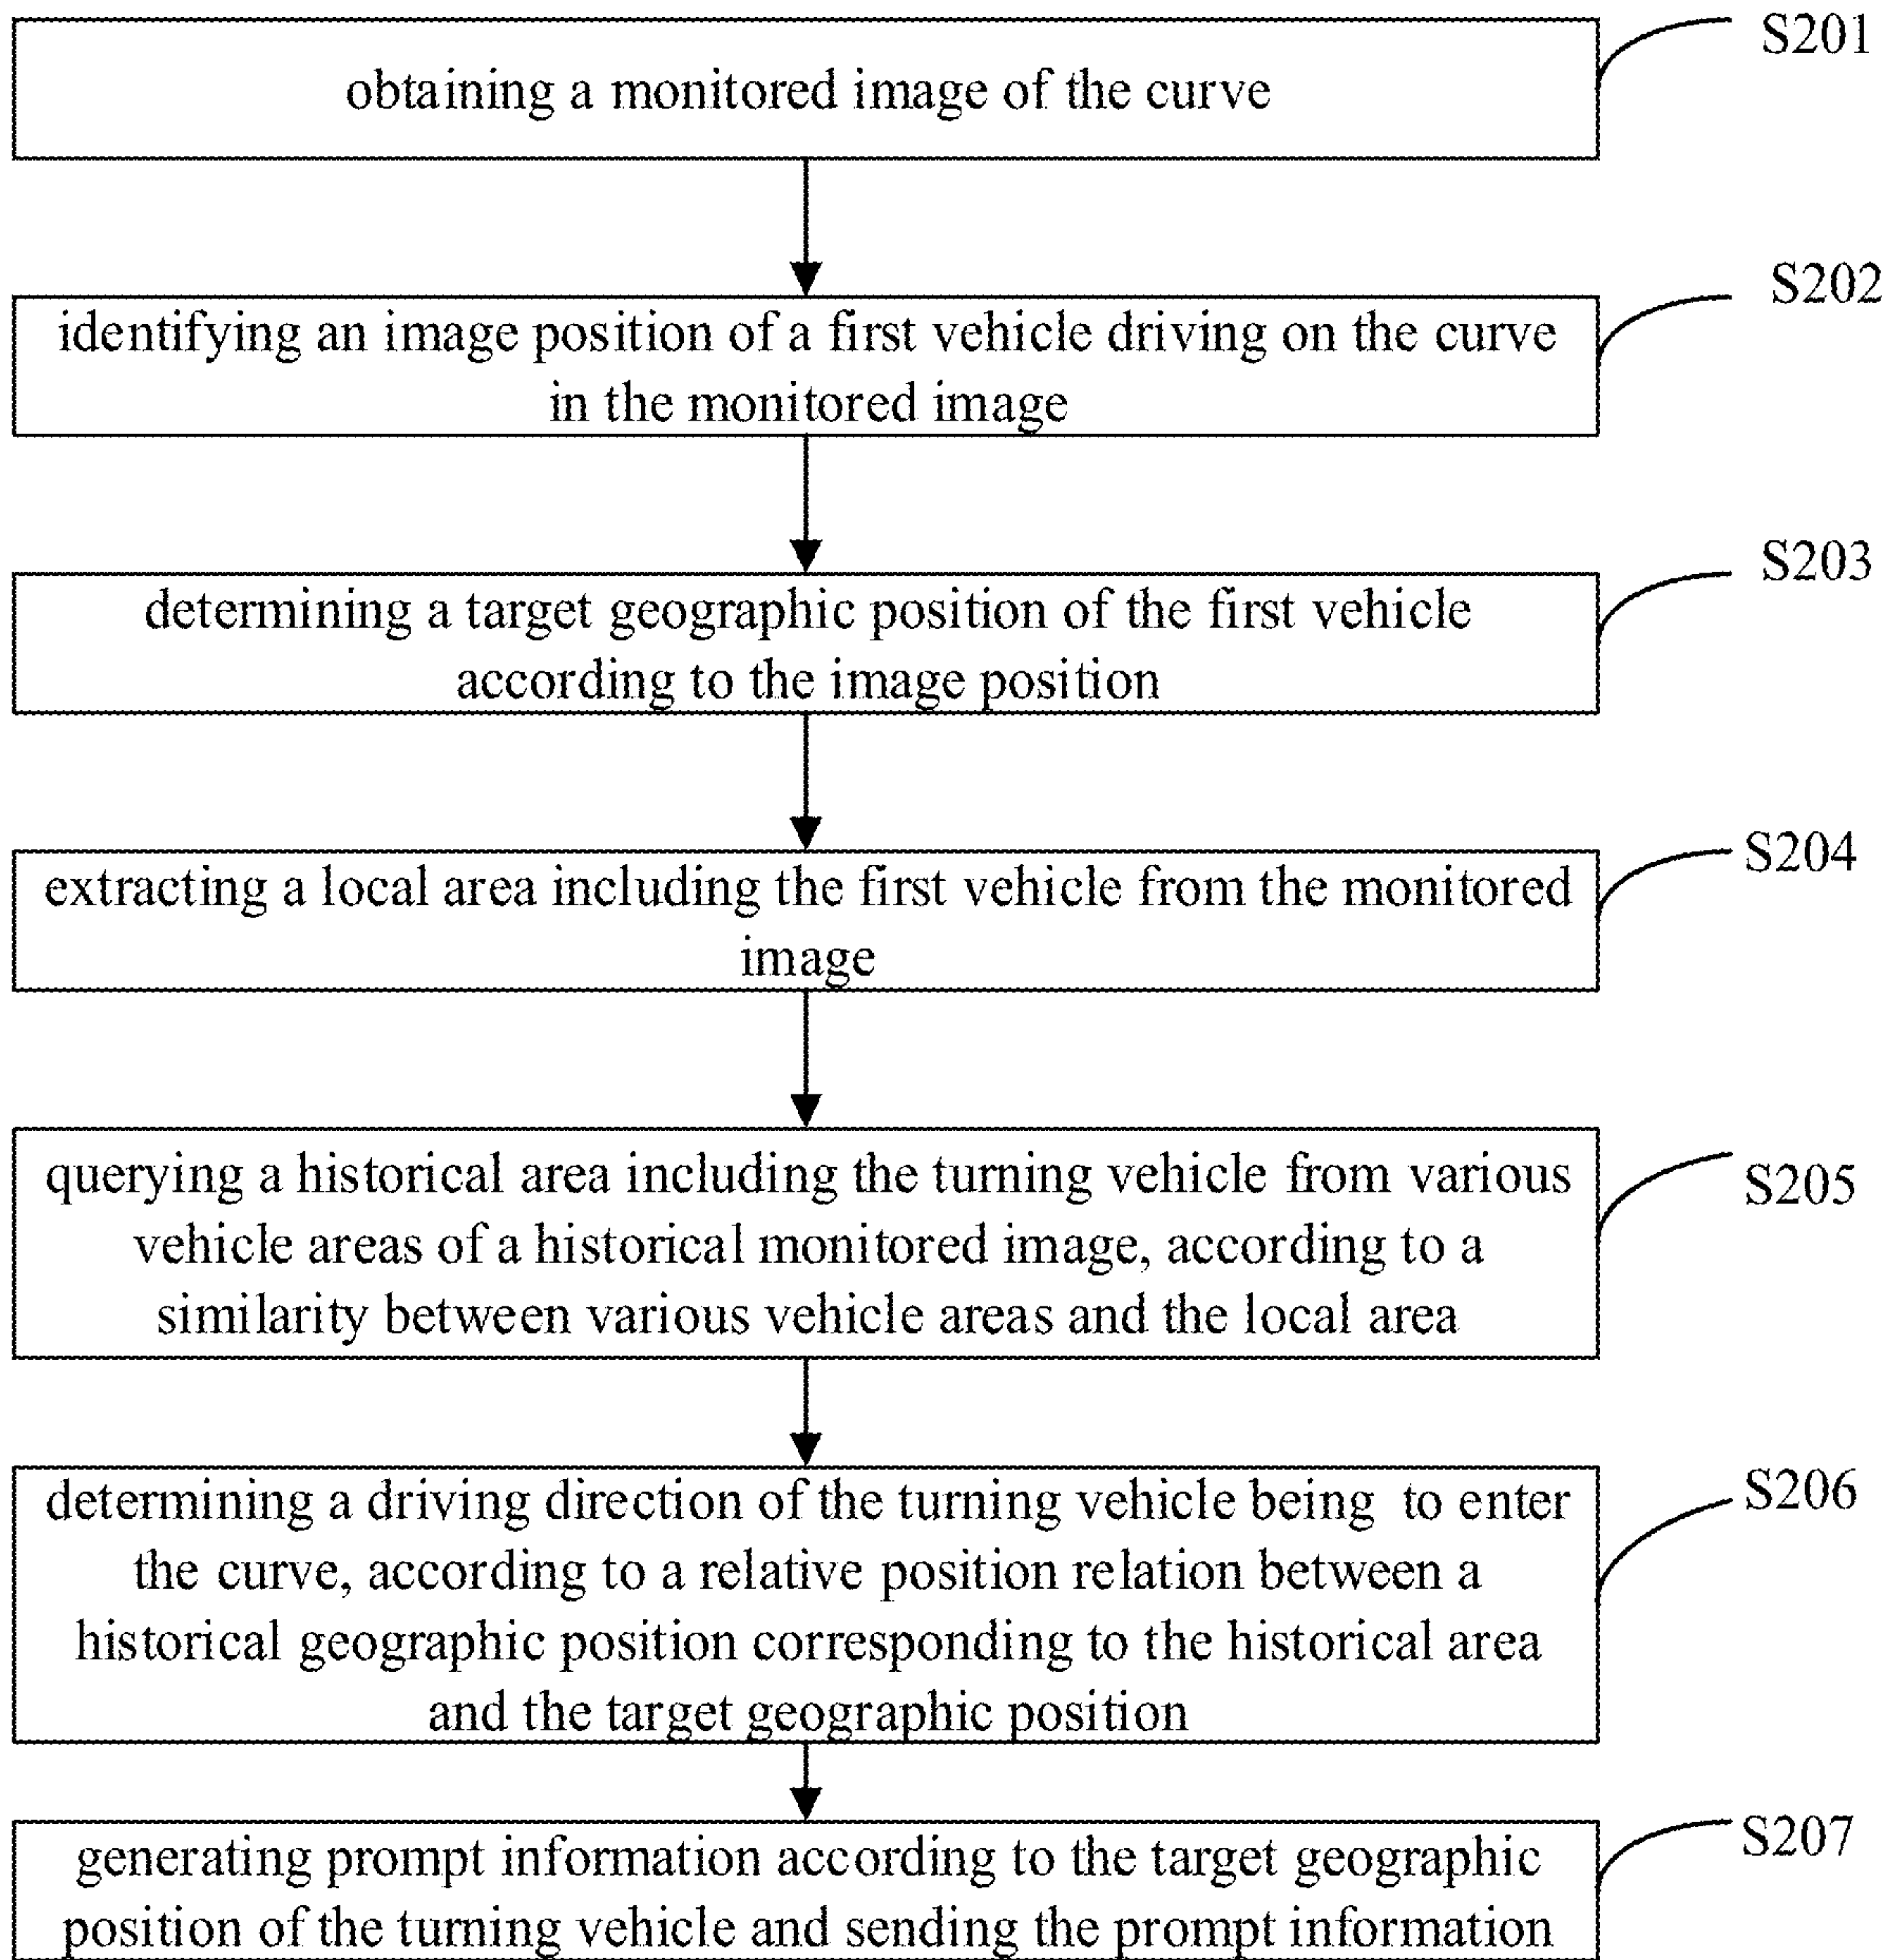 obtaining a monitored image of the curve
S201
identifying an image position of a first vehicle driving on the curve
in the monitored image
S202
determining a target geographic position of the first vehicle
according to the image position
S203
extracting a local area including the first vehicle from the monitored
image
S204
querying a historical area including the turning vehicle from various
vehicle areas of a historical monitored image, according to a
similarity between various vehicle areas and the local area
S205
determining a driving direction of the turning vehicle being to enter
the curve, according to a relative position relation between a
historical geographic position corresponding to the historical area
and the target geographic position
S206
generating prompt information according to the target geographic
position of the turning vehicle and sending the prompt information
S207